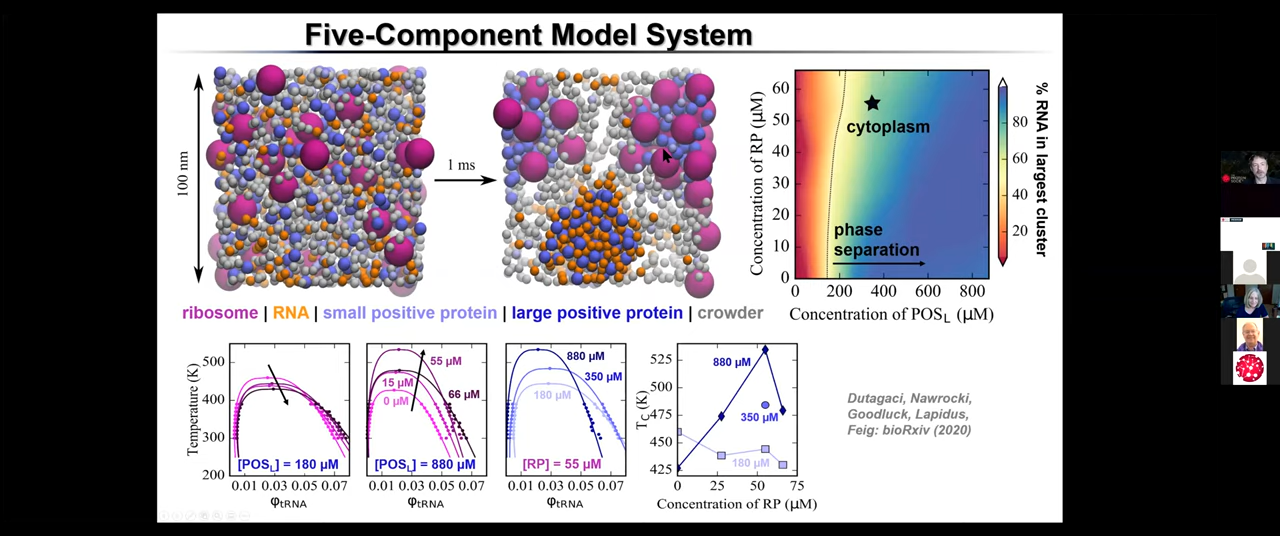 Five-Component Model System
100 nm
1 ms
ribosome | RNA | small positive protein | large positive protein | crowder
Concentration of RP (μM)
60
50
40
30
20
10
0
cytoplasm
phase
separation
0 200 400 600 800
Concentration of POS_L (μM)
80
60
40
20
% RNA in largest cluster
Temperature (K)
500
400
300
200
[POS_L] = 180 μM
0.01 0.03 0.05 0.07
φtRNA
55 μM
15 μM
66 μM
0 μM
[POS_L] = 880 μM
0.01 0.03 0.05 0.07
φtRNA
880 μM
350 μM
180 μM
[RP] = 55 μM
0.01 0.03 0.05 0.07
φtRNA
T_C (K)
525
500
475
450
425
880 μM
350 μM
180 μM
0 25 50 75
Concentration of RP (μM)
Dutagaci, Nawrocki,
Goodluck, Lapidus,
Feig: bioRxiv (2020)